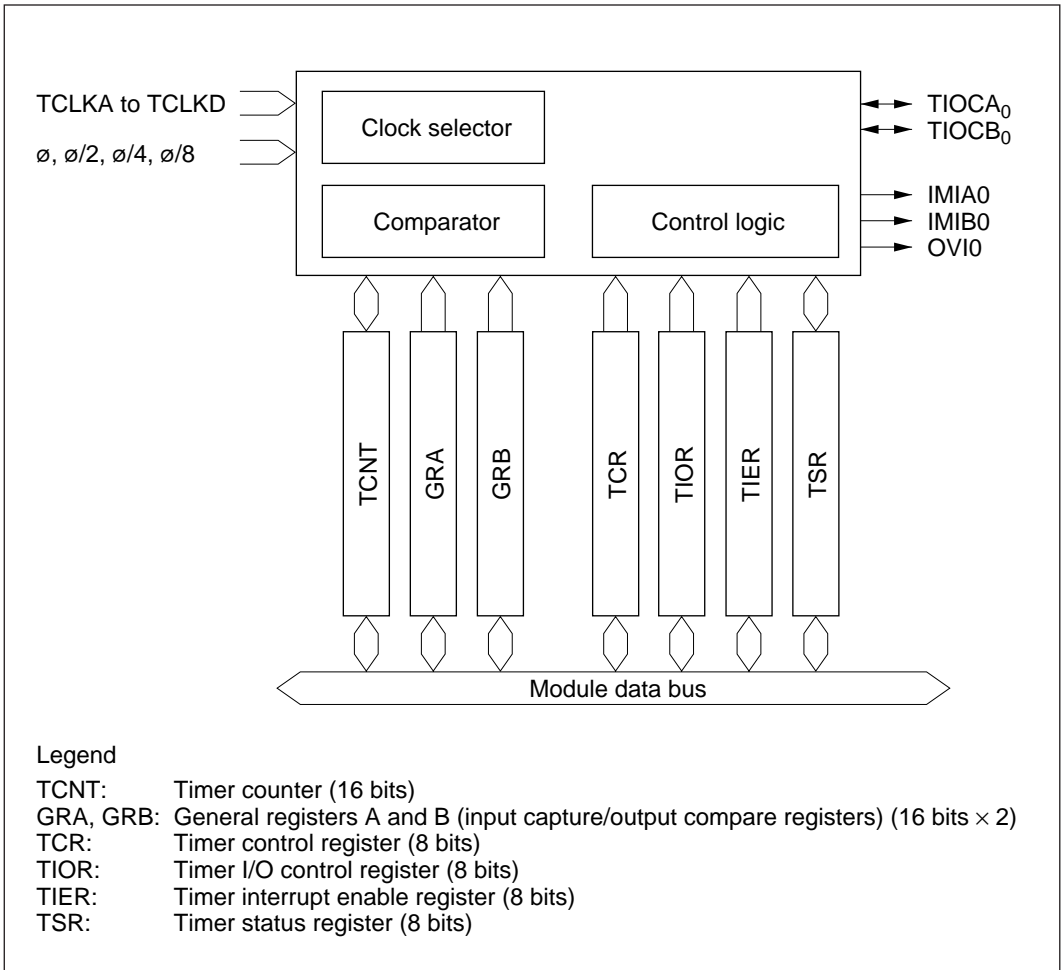 TCLKA to TCLKD
ø, ø/2, ø/4, ø/8
Clock selector
Comparator
Control logic
TIOCA0
TIOCB0
IMIA0
IMIB0
OVI0
TCNT
GRA
GRB
TCR
TIOR
TIER
TSR
Module data bus
Legend
TCNT: Timer counter (16 bits)
GRA, GRB: General registers A and B (input capture/output compare registers) (16 bits × 2)
TCR: Timer control register (8 bits)
TIOR: Timer I/O control register (8 bits)
TIER: Timer interrupt enable register (8 bits)
TSR: Timer status register (8 bits)